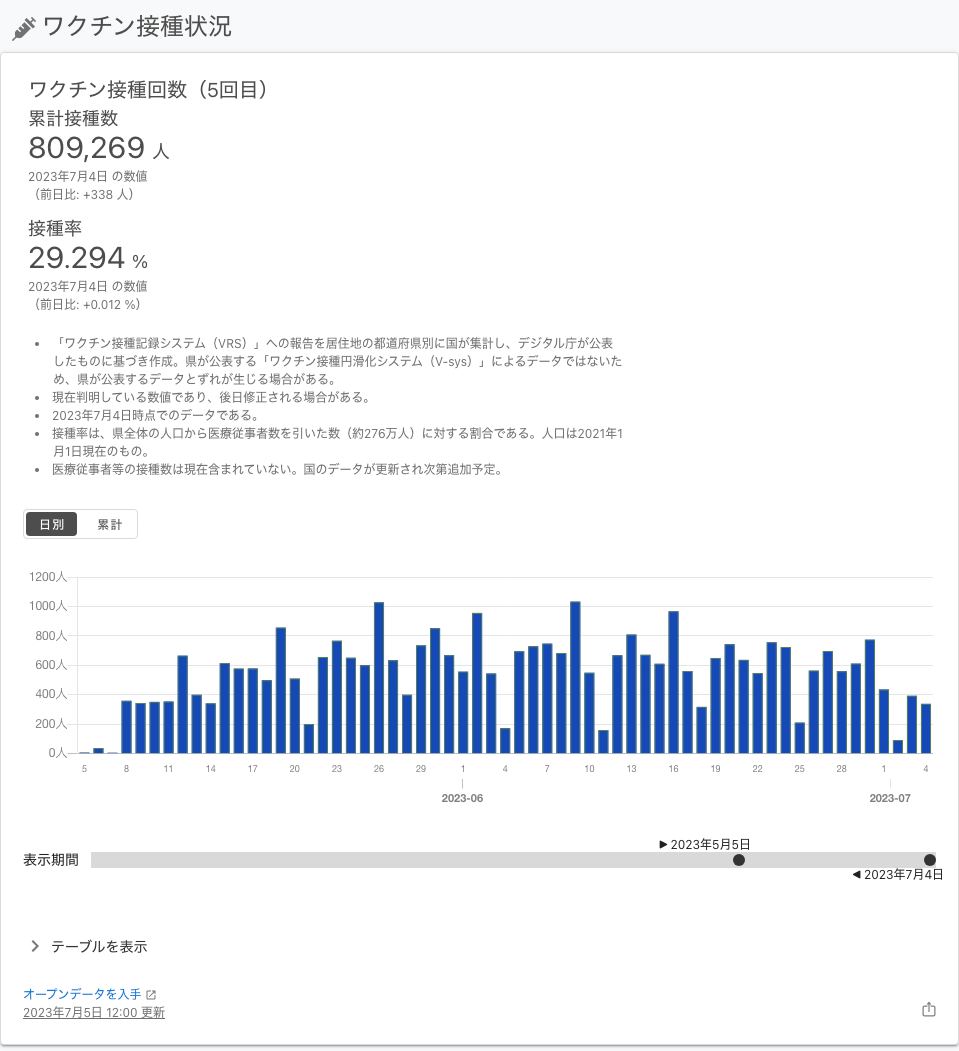 ワクチン接種状況
ワクチン接種回数（5回目）
累計接種数
809,269 人
2023年7月4日 の数値
（前日比: +338 人）
接種率
29.294 %
2023年7月4日 の数値
（前日比: +0.012 %）
• 「ワクチン接種記録システム（VRS）」への報告を居住地の都道府県別に国が集計し、デジタル庁が公表
したものに基づき作成。県が公表する「ワクチン接種円滑化システム（V-sys）」によるデータではないた
め、県が公表するデータとずれが生じる場合がある。
• 現在判明している数値であり、後日修正される場合がある。
• 2023年7月4日時点でのデータである。
• 接種率は、県全体の人口から医療従事者数を引いた数（約276万人）に対する割合である。人口は2021年1
月1日現在のもの。
• 医療従事者等の接種数は現在含まれていない。国のデータが更新され次第追加予定。
日別 累計
1200人
1000人
800人
600人
400人
200人
0人
5 8 11 14 17 20 23 26 29 1 4 7 10 13 16 19 22 25 28 1 4
2023-06 2023-07
▶ 2023年5月5日
表示期間
◀ 2023年7月4日
テーブルを表示
オープンデータを入手
2023年7月5日 12:00 更新